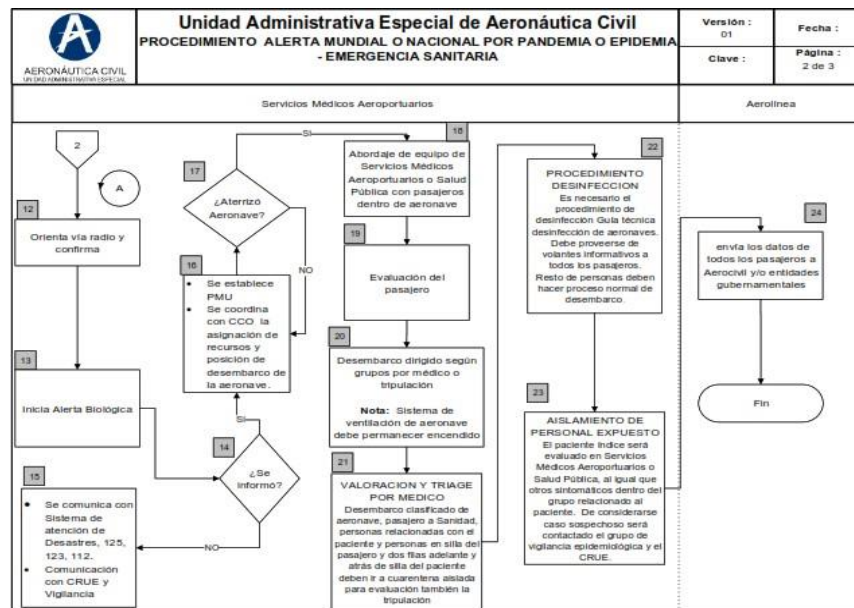 AERONÁUTICA CIVIL
UNIDAD ADMINISTRATIVA ESPECIAL
Unidad Administrativa Especial de Aeronáutica Civil
PROCEDIMIENTO ALERTA MUNDIAL O NACIONAL POR PANDEMIA O EPIDEMIA
- EMERGENCIA SANITARIA
Versión :
01
Fecha :
Clave :
Página :
2 de 3
Servicios Médicos Aeroportuarios
Aerolínea
2
A
12
Orienta vía radio y
confirma
13
Inicia Alerta Biológica
14
¿Se
informó?
SI
NO
15
• Se comunica con
Sistema de
atención de
Desastres, 125,
123, 112.
• Comunicación
con CRUE y
Vigilancia
16
• Se establece
PMU
• Se coordina
con CCO la
asignación de
recursos y
posición de
desembarco de
la aeronave.
17
¿Aterrizó
Aeronave?
SI
NO
18
Abordaje de equipo de
Servicios Médicos
Aeroportuarios o Salud
Pública con pasajeros
dentro de aeronave
19
Evaluación del
pasajero
20
Desembarco dirigido según
grupos por médico o
tripulación
Nota: Sistema de
ventilación de aeronave
debe permanecer encendido
21
VALORACION Y TRIAGE
POR MEDICO
Desembarco clasificado de
aeronave, pasajero a Sanidad,
personas relacionadas con el
paciente y personas en silla del
pasajero y dos filas adelante y
atrás de silla del paciente
deben ir a cuarentena aislada
para evaluación también la
tripulación
22
PROCEDIMIENTO
DESINFECCION
Es necesario el
procedimiento de
desinfección Guía técnica
desinfección de aeronaves.
Debe proveerse de
volantes informativos a
todos los pasajeros.
Resto de personas deben
hacer proceso normal de
desembarco.
23
AISLAMIENTO DE
PERSONAL EXPUESTO
El paciente índice será
evaluado en Servicios
Médicos Aeroportuarios o
Salud Pública, al igual que
otros sintomáticos dentro del
grupo relacionado al
paciente. De considerarse
caso sospechoso será
contactado el grupo de
vigilancia epidemiológica y el
CRUE.
24
envía los datos de
todos los pasajeros a
Aerocivil y/o entidades
gubernamentales
Fin